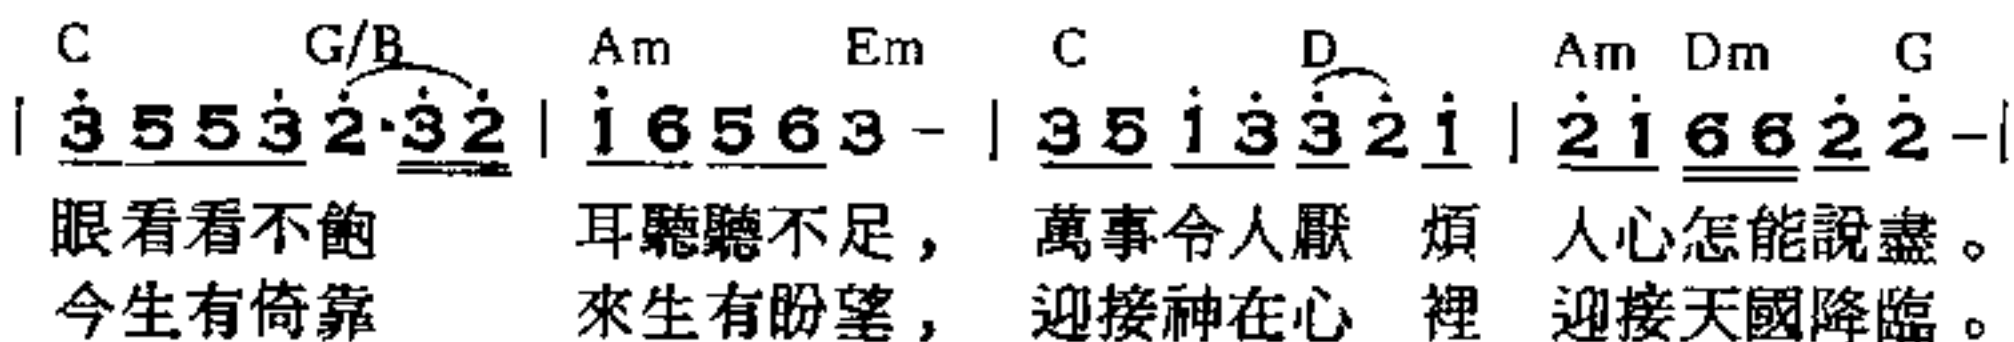 C G/B Am Em C D Am Dm G
| 3̇ 5 5 3̇ 2̇·3̇ 2̇ | 1̇ 6 5 6 3 – | 3 5 1̇ 3̇ 3̇ 2̇ 1̇ | 2̇ 1̇ 6 6 2̇ 2̇ – |
眼看看不飽 耳聽聽不足， 萬事令人厭 煩 人心怎能說盡。
今生有倚靠 來生有盼望， 迎接神在心 裡 迎接天國降臨。